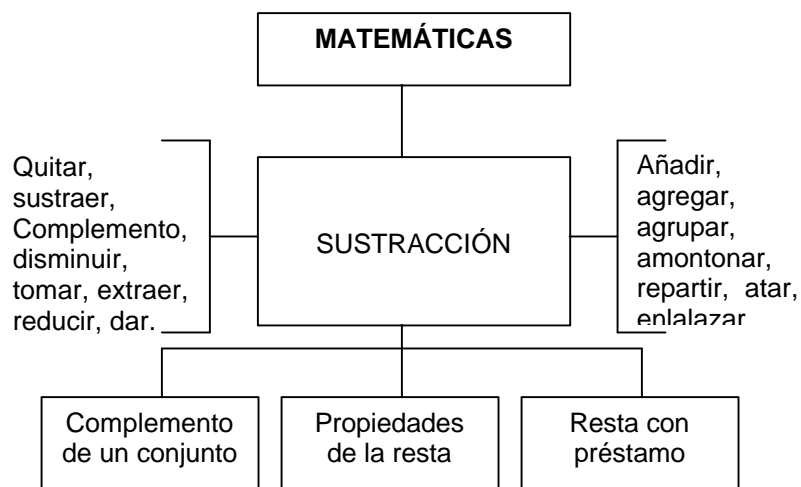 MATEMÁTICAS
Quitar,
sustraer,
Complemento,
disminuir,
tomar, extraer,
reducir, dar.
SUSTRACCIÓN
Añadir,
agregar,
agrupar,
amontonar,
repartir, atar,
enlalazar
Complemento
de un conjunto
Propiedades
de la resta
Resta con
préstamo